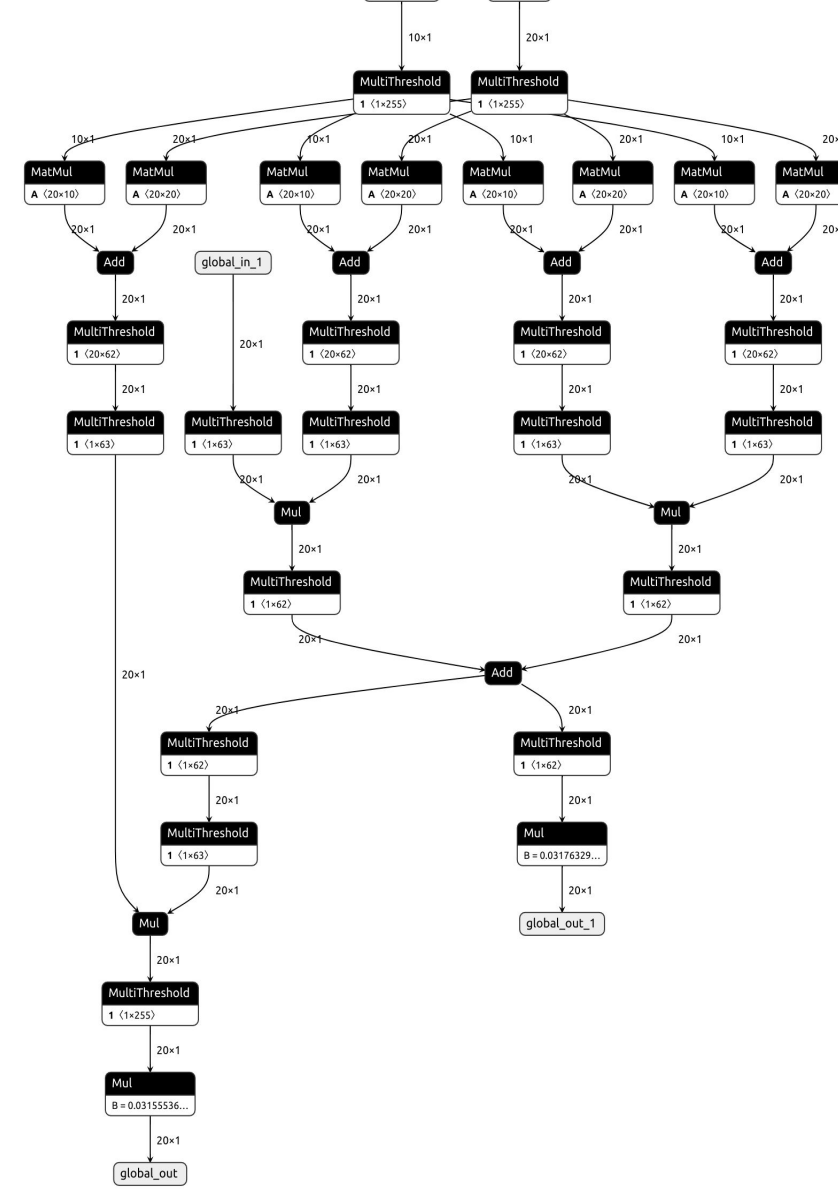 10×1 20×1
MultiThreshold MultiThreshold
1 〈1×255〉 1 〈1×255〉
10×1 20×1 10×1 20×1 10×1 20×1 10×1
MatMul MatMul MatMul MatMul MatMul MatMul MatMul MatMul
A 〈20×10〉 A 〈20×20〉 A 〈20×10〉 A 〈20×20〉 A 〈20×10〉 A 〈20×20〉 A 〈20×10〉 A 〈20×20〉
20×1 20×1 20×1 20×1 20×1 20×1 20×1
Add global_in_1 Add Add Add
20×1 20×1 20×1 20×1
MultiThreshold MultiThreshold MultiThreshold MultiThreshold
20×1
1 〈20×62〉 1 〈20×62〉 1 〈20×62〉 1 〈20×62〉
20×1 20×1 20×1 20×1
MultiThreshold MultiThreshold MultiThreshold MultiThreshold MultiThreshold
1 〈1×63〉 1 〈1×63〉 1 〈1×63〉 1 〈1×63〉 1 〈1×63〉
20×1 20×1 20×1 20×1
Mul Mul
20×1 20×1
MultiThreshold MultiThreshold
1 〈1×62〉 1 〈1×62〉
20×1 20×1
20×1 Add
20×1 20×1
MultiThreshold MultiThreshold
1 〈1×62〉 1 〈1×62〉
20×1 20×1
MultiThreshold Mul
1 〈1×63〉 B = 0.03176329…
20×1 20×1
Mul global_out_1
20×1
MultiThreshold
1 〈1×255〉
20×1
Mul
B = 0.03155536…
20×1
global_out